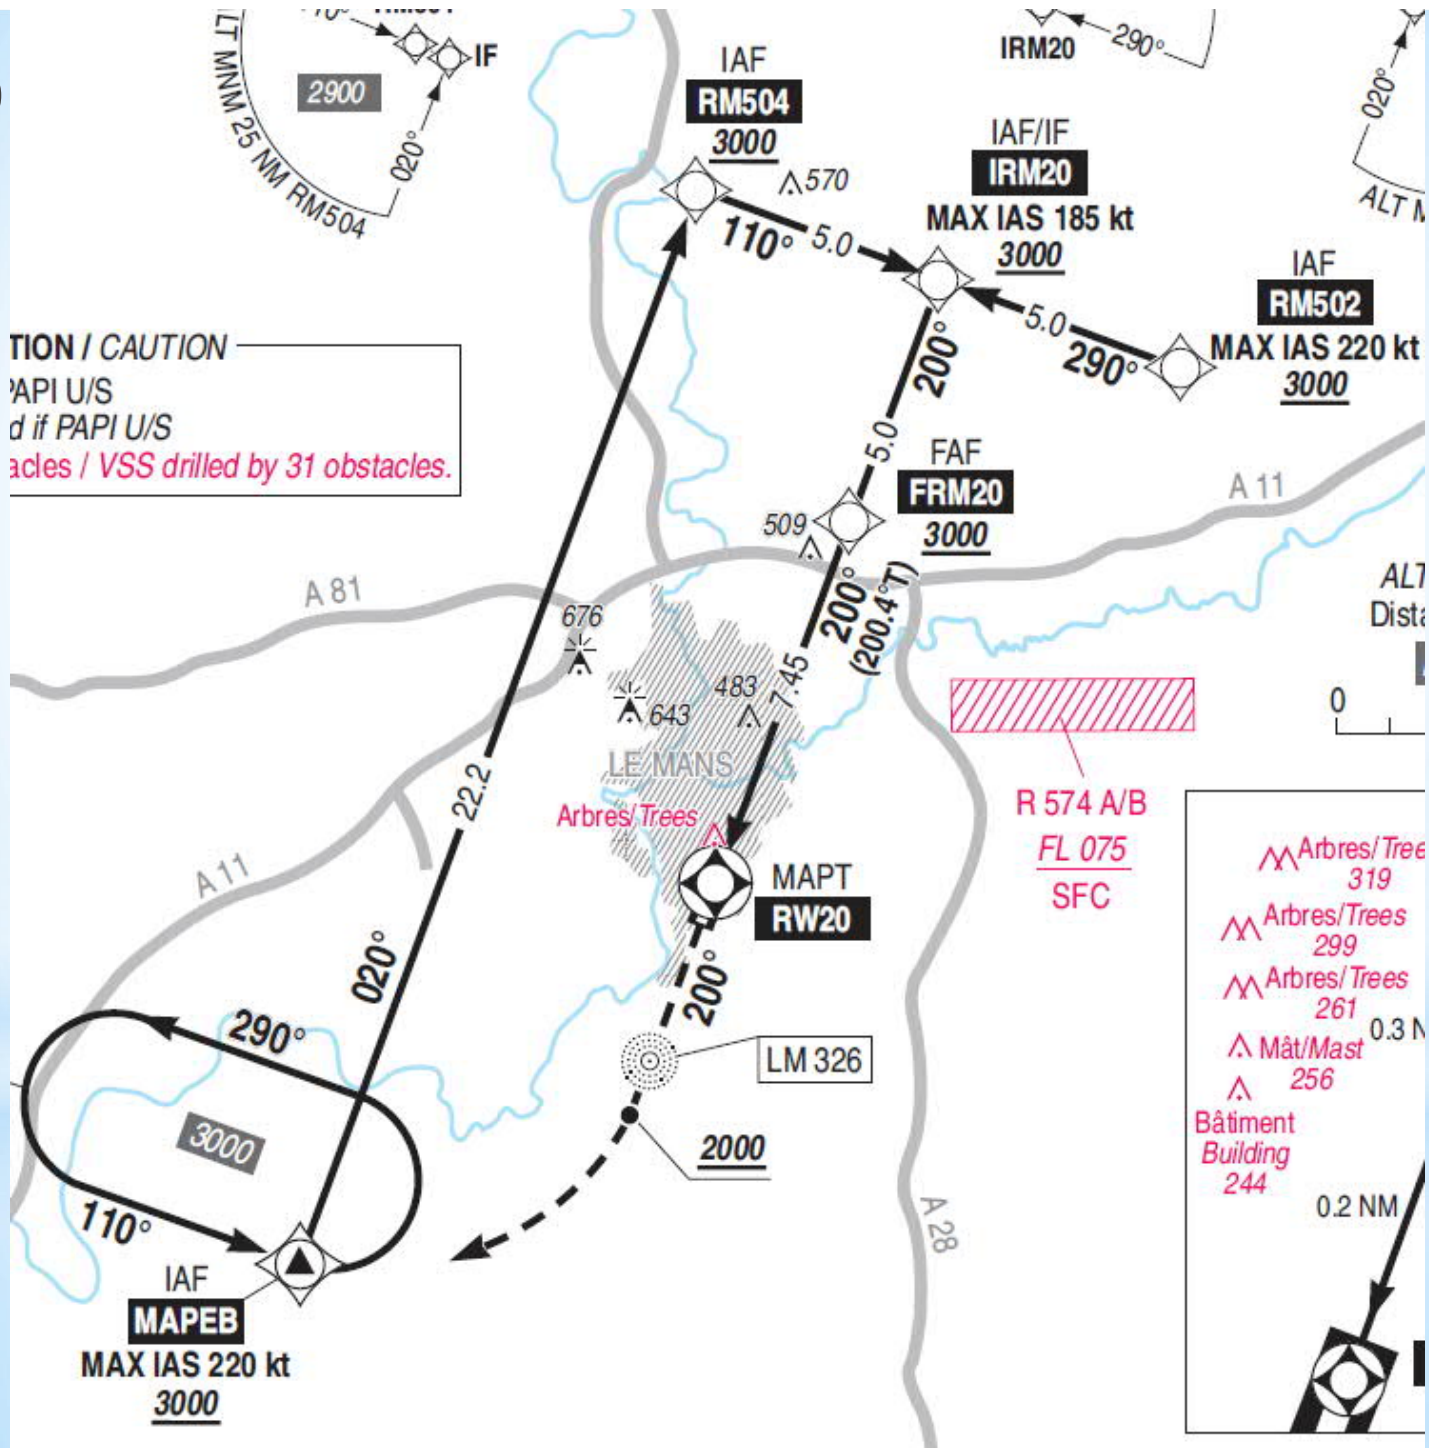 IF
2900
020°
ALT MNM 25 NM RM504
IAF
RM504
3000
570
110°
5.0
IRM20
290°
IAF/IF
IRM20
MAX IAS 185 kt
3000
020°
ALT M
IAF
RM502
MAX IAS 220 kt
3000
5.0
290°
200°
5.0
TION / CAUTION
PAPI U/S
d if PAPI U/S
acles / VSS drilled by 31 obstacles.
FAF
FRM20
3000
509
A 11
A 81
200°
(200.4°T)
7.45
676
643
483
LE MANS
Arbres/Trees
MAPT
RW20
200°
LM 326
2000
R 574 A/B
FL 075
SFC
ALT
Dista
0
22.2
A 11
020°
290°
3000
110°
IAF
MAPEB
MAX IAS 220 kt
3000
A 28
Arbres/Tree
319
Arbres/Trees
299
Arbres/Trees
261
Mât/Mast
256
0.3 N
Bâtiment
Building
244
0.2 NM